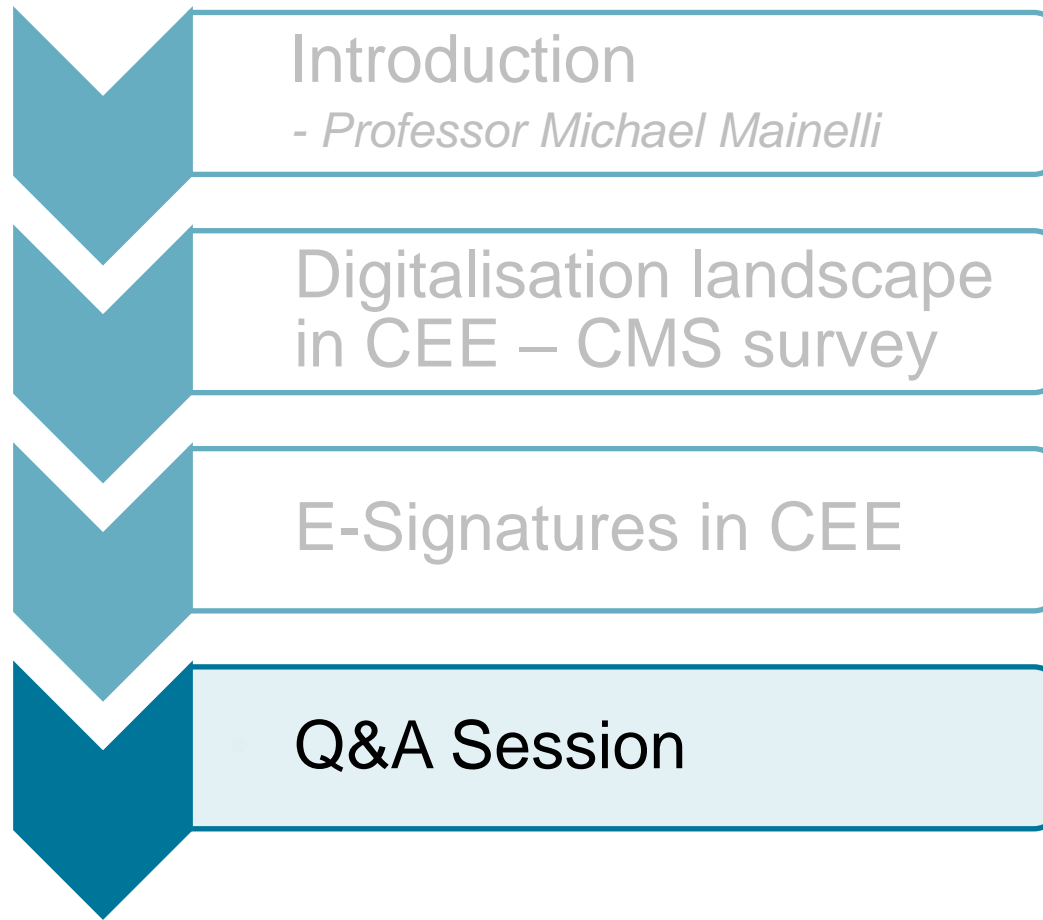 Introduction
- Professor Michael Mainelli
Digitalisation landscape
in CEE – CMS survey
E-Signatures in CEE
Q&A Session